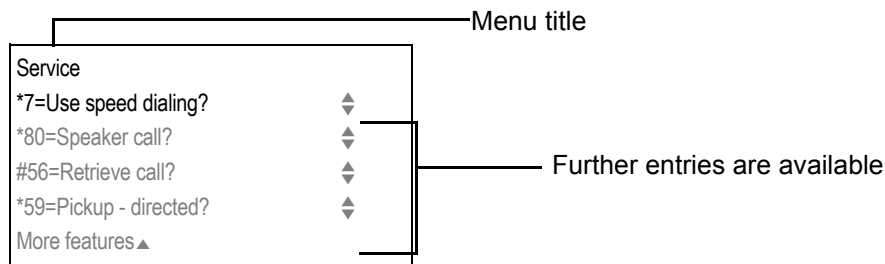 Menu title
Service
*7=Use speed dialing?
*80=Speaker call?
#56=Retrieve call?
*59=Pickup - directed?
More features
Further entries are available